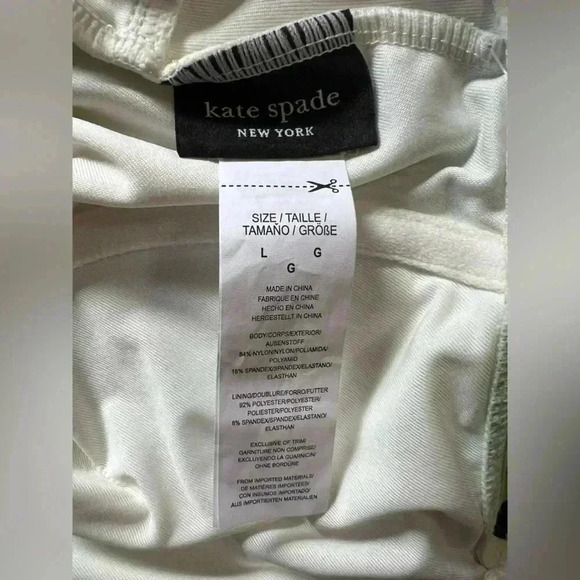 kate spade
NEW YORK
SIZE / TAILLE /
TAMAÑO / GRÖßE
L G
G
MADE IN CHINA
FABRIQUE EN CHINE
HECHO EN CHINA
HERGESTELLT IN CHINA
BODY/CORPS/EXTERIOR/
AUSENSTOFF
84% NYLON/NYLON/POLIAMIDA/
POLYAMID
16% SPANDEX/SPANDEX/ELASTANO/
ELASTHAN
LINING/DOUBLURE/FORRO/FUTTER
92% POLYESTER/POLYESTER/
POLIESTER/POLYESTER
8% SPANDEX/SPANDEX/ELASTANO/
ELASTHAN
EXCLUSIVE OF TRIM/
GARNITURE NON COMPRISE/
EXCLUYENDO LA GUARNICIN/
OHNE BORDÜRE
FROM IMPORTED MATERIALS/
DE MATIÈRES IMPORTÉES/
CON INSUMOS IMPORTADO/
AUS IMPORTIERTEN MATERIALIEN